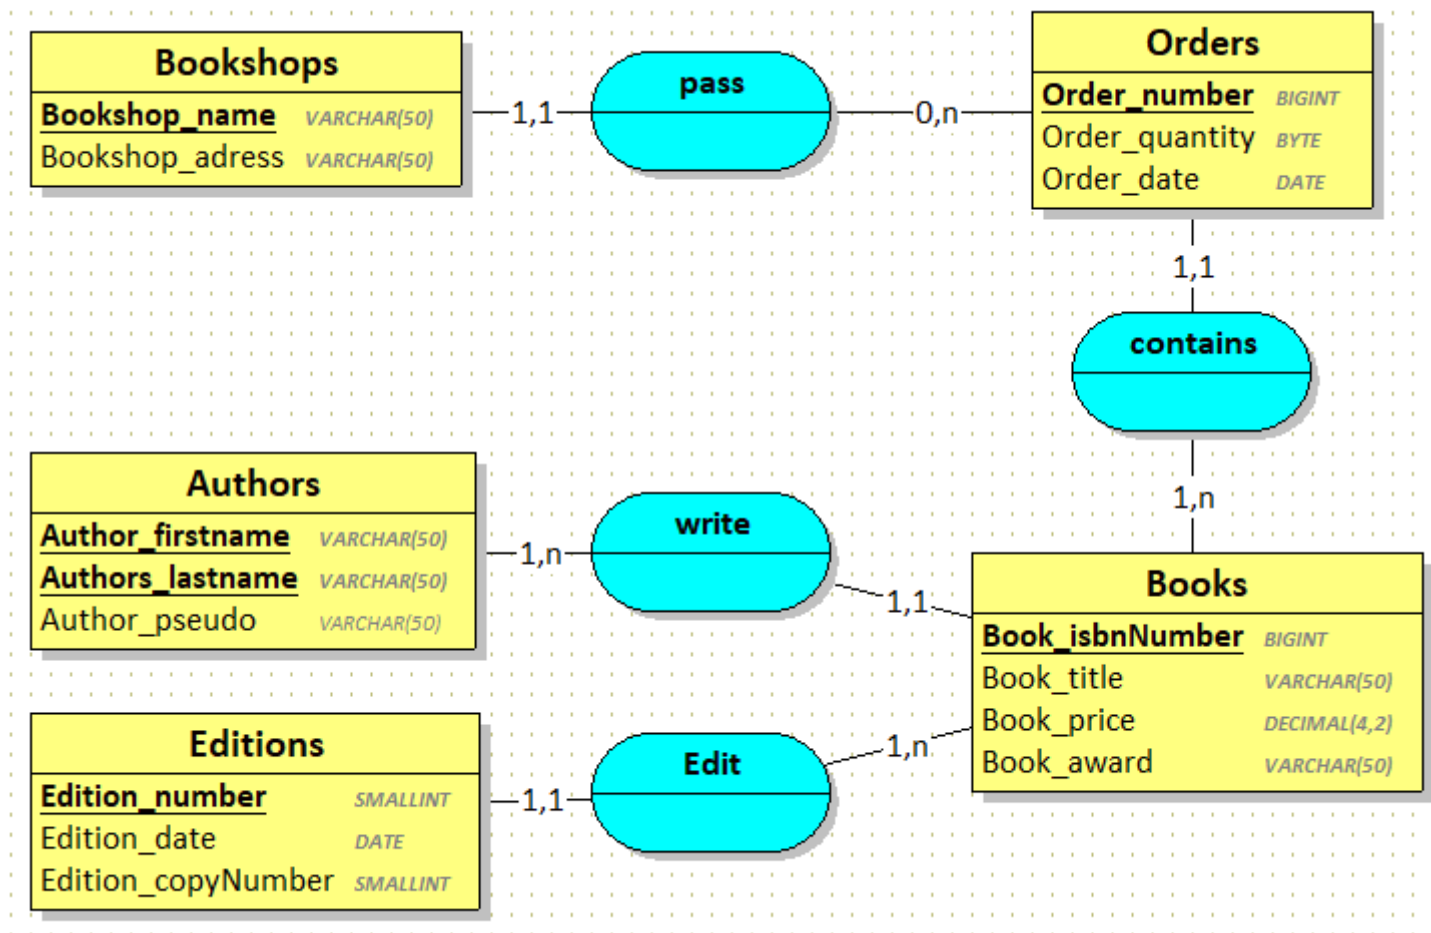 Bookshops
Bookshop_name VARCHAR(50)
Bookshop_adress VARCHAR(50)
1,1
pass
0,n
Orders
Order_number BIGINT
Order_quantity BYTE
Order_date DATE
1,1
contains
1,n
Authors
Author_firstname VARCHAR(50)
Authors_lastname VARCHAR(50)
Author_pseudo VARCHAR(50)
1,n
write
1,1
Books
Book_isbnNumber BIGINT
Book_title VARCHAR(50)
Book_price DECIMAL(4,2)
Book_award VARCHAR(50)
Editions
Edition_number SMALLINT
Edition_date DATE
Edition_copyNumber SMALLINT
1,1
Edit
1,n